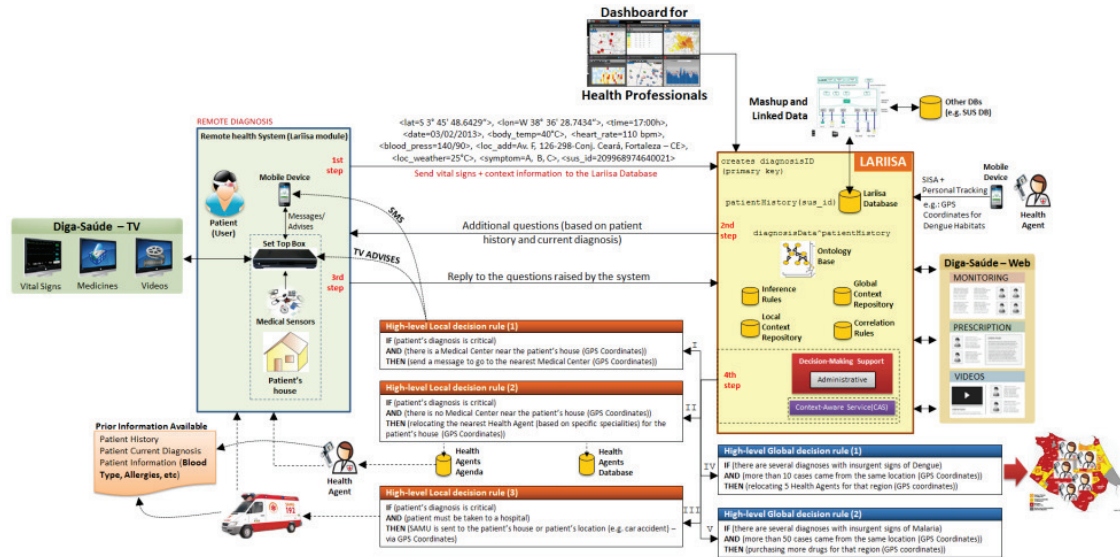 Dashboard for
Health Professionals
Mashup and
Linked Data
Other DBs
(e.g. SUS DB)
REMOTE DIAGNOSIS
Remote health System (Lariisa module)
Mobile Device
Patient
(User)
Messages/
Advises
Set Top Box
Medical Sensors
Patient's
house
Diga-Saúde – TV
Vital Signs
Medicines
Videos
1st
step
<lat=S 3° 45' 48.6429">, <lon=W 38° 36' 28.7434">, <time=17:00h>,
<date=03/02/2013>, <body_temp=40°C>, <heart_rate=110 bpm>,
<blood_press=140/90>, <loc_add=Av. F, 126-298-Conj. Ceará, Fortaleza – CE>,
<loc_weather=25°C>, <symptom=A, B, C>, <sus_id=209968974640021>
Send vital signs + context information to the Lariisa Database
SMS
TV ADVISES
Additional questions (based on patient
history and current diagnosis)
2nd
step
3rd
step
Reply to the questions raised by the system
LARIISA
creates diagnosisID
(primary key)
patientHistory(sus_id)
Lariisa
Database
diagnosisData^patientHistory
Ontology
Base
Inference
Rules
Global
Context
Repository
Local
Context
Repository
Correlation
Rules
4th
step
Decision-Making Support
Administrative
Context-Aware Service(CAS)
SISA +
Personal Tracking
e.g.: GPS
Coordinates for
Dengue Habitats
Mobile
Device
Health
Agent
Diga-Saúde – Web
MONITORING
PRESCRIPTION
VIDEOS
High-level Local decision rule (1)
IF (patient's diagnosis is critical)
AND (there is a Medical Center near the patient's house (GPS Coordinates))
THEN (send a message to go to the nearest Medical Center (GPS Coordinates))
I
High-level Local decision rule (2)
IF (patient's diagnosis is critical)
AND (there is no Medical Center near the patient's house (GPS Coordinates))
THEN (relocating the nearest Health Agent (based on specific specialities) for the
patient's house (GPS Coordinates))
II
Health
Agents
Agenda
Health
Agents
Database
High-level Local decision rule (3)
IF (patient's diagnosis is critical)
AND (patient must be taken to a hospital)
THEN (SAMU is sent to the patient's house or patient's location (e.g. car accident) –
via GPS Coordinates)
III
Prior Information Available
Patient History
Patient Current Diagnosis
Patient Information (Blood
Type, Allergies, etc)
Health
Agent
192
High-level Global decision rule (1)
IF (there are several diagnoses with insurgent signs of Dengue)
AND (more than 10 cases came from the same location (GPS Coordinates))
THEN (relocating 5 Health Agents for that region (GPS coordinates))
IV
High-level Global decision rule (2)
IF (there are several diagnoses with insurgent signs of Malaria)
AND (more than 50 cases came from the same location (GPS Coordinates))
THEN (purchasing more drugs for that region (GPS coordinates))
V